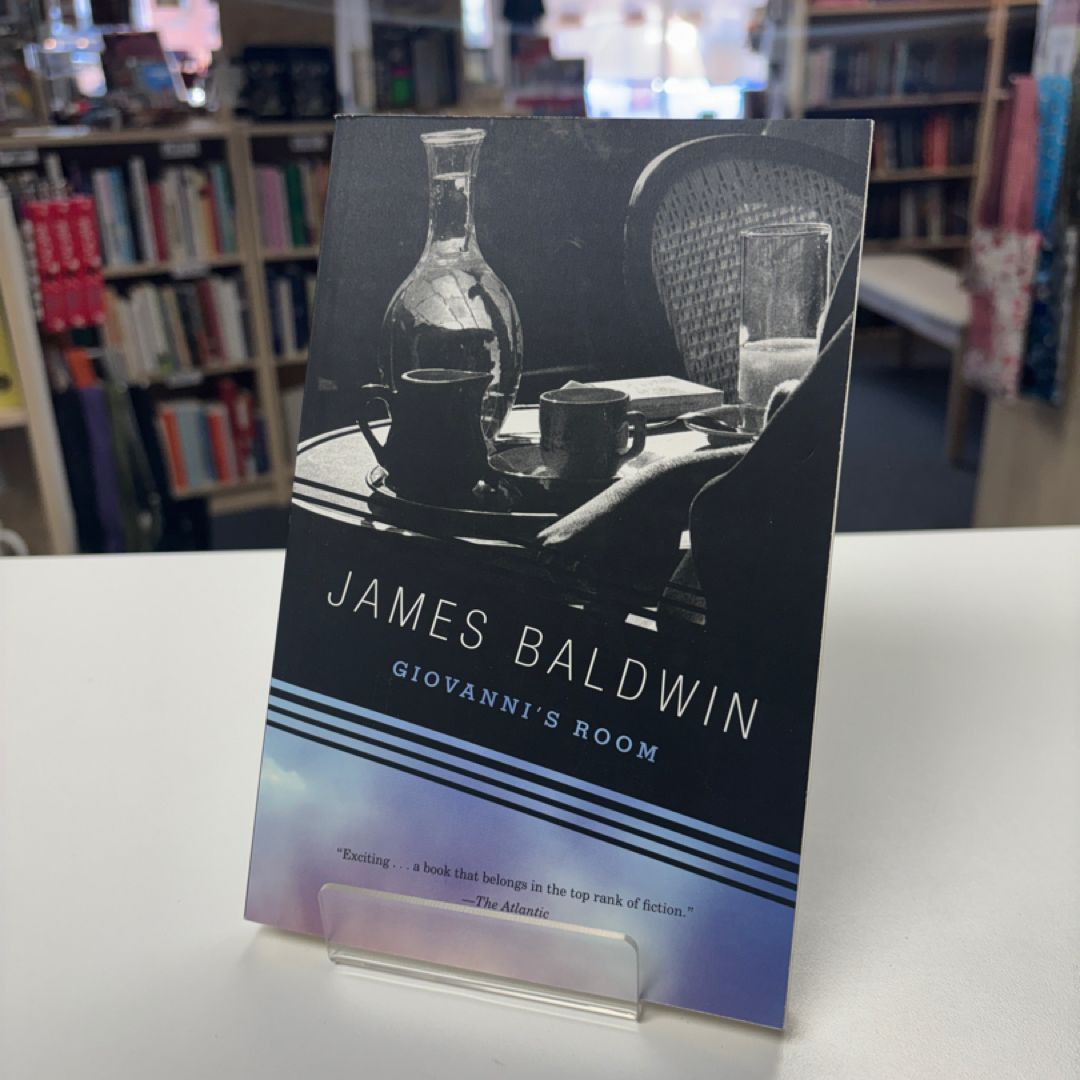 JAMES BALDWIN
GIOVANNI'S ROOM
“Exciting . . . a book that belongs in the top rank of fiction.”
—The Atlantic